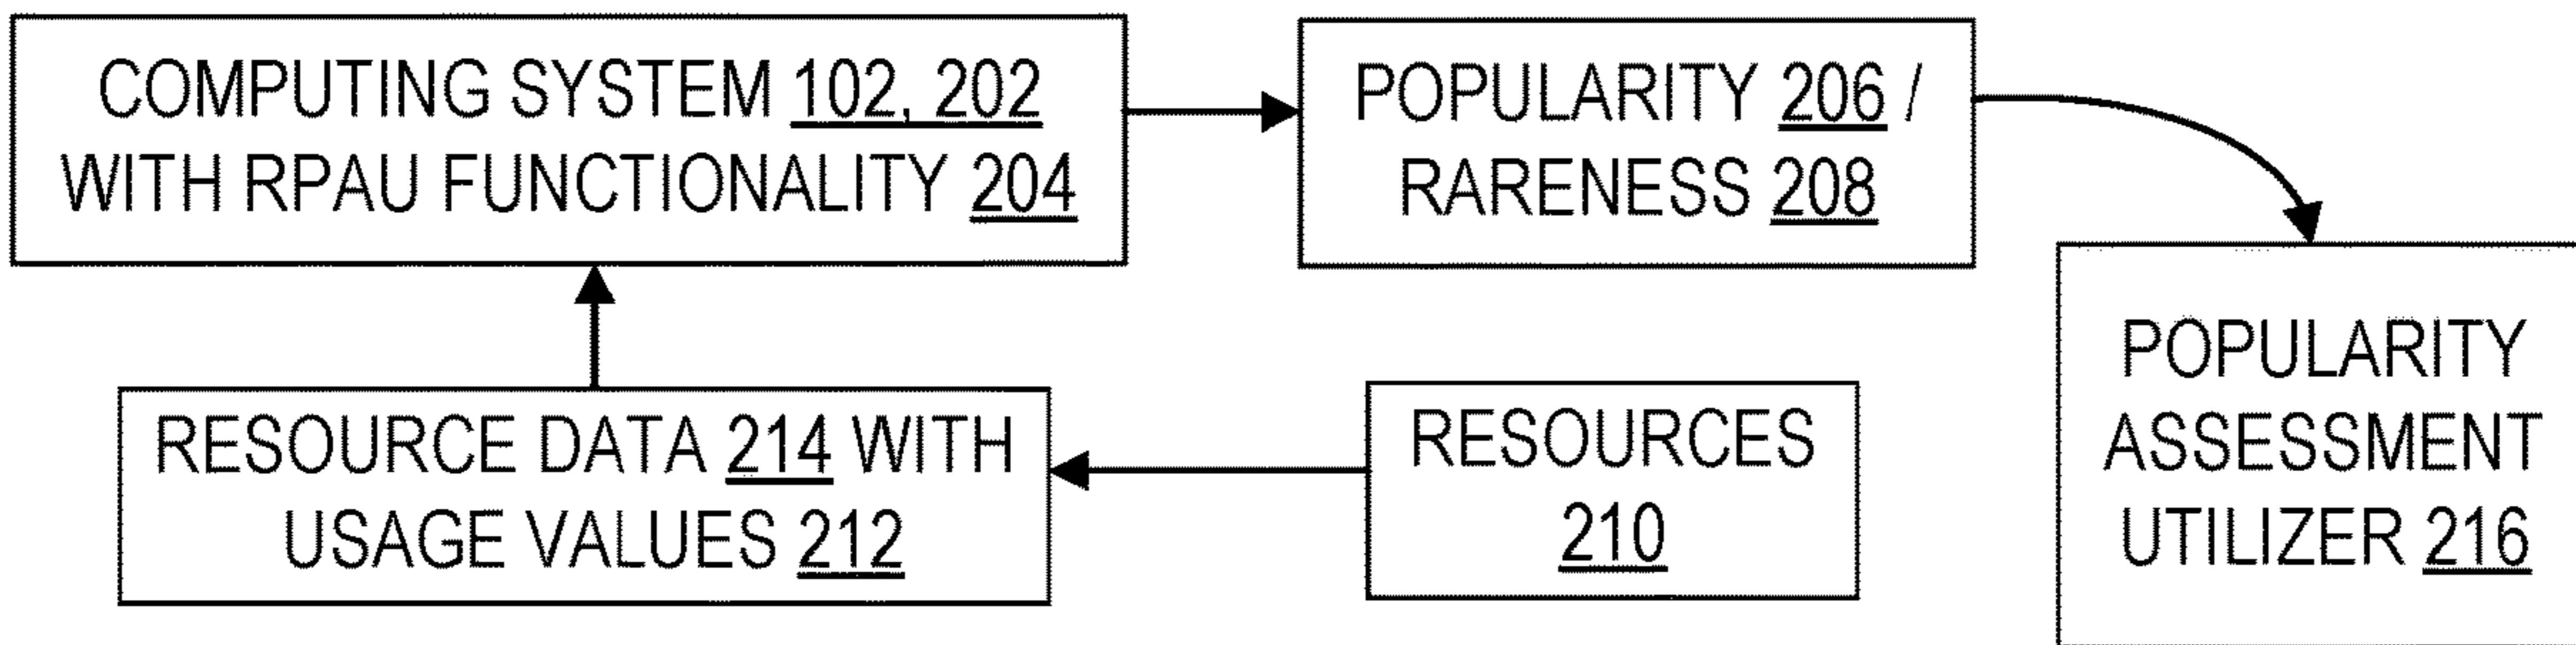 COMPUTING SYSTEM 102, 202
WITH RPAU FUNCTIONALITY 204
POPULARITY 206 /
RARENESS 208
RESOURCE DATA 214 WITH
USAGE VALUES 212
RESOURCES
210
POPULARITY
ASSESSMENT
UTILIZER 216